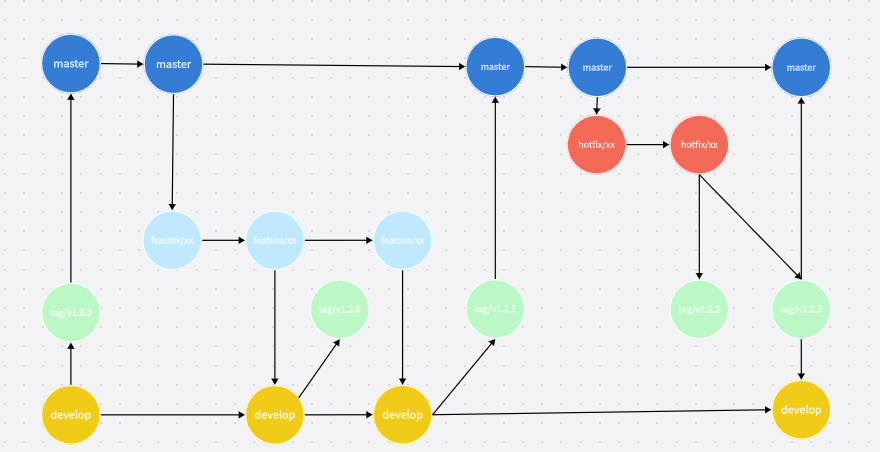 master
master
master
master
master
hotfix/xx
hotfix/xx
feauter/xx
feature/xx
feature/xx
tag/v1.0.0
tag/v1.2.0
tag/v1.2.1
tag/v1.2.2
tag/v1.2.3
develop
develop
develop
develop